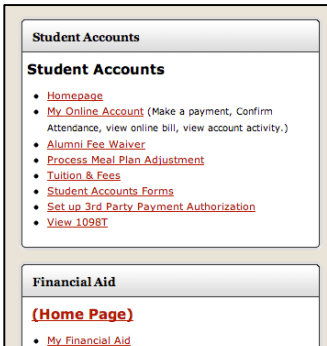 Student Accounts
Student Accounts
Homepage
My Online Account (Make a payment, Confirm
Attendance, view online bill, view account activity.)
Alumni Fee Waiver
Process Meal Plan Adjustment
Tuition & Fees
Student Accounts Forms
Set up 3rd Party Payment Authorization
View 1098T
Financial Aid
(Home Page)
My Financial Aid